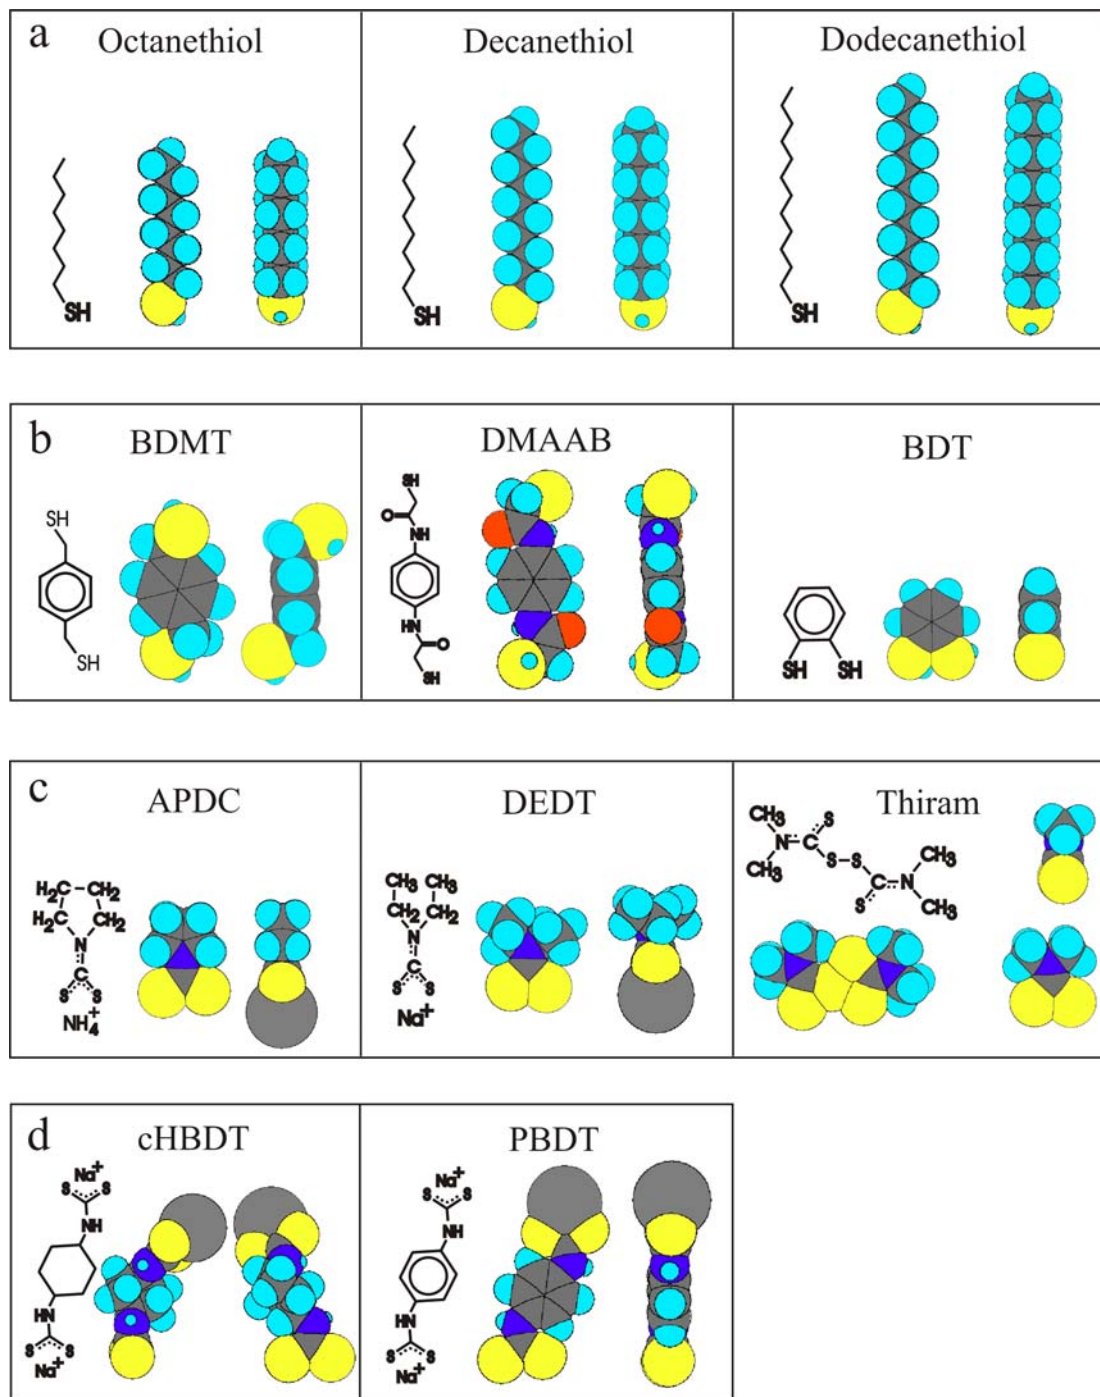 a
Octanethiol
Decanethiol
Dodecanethiol
SH
SH
SH
b
BDMT
DMAAB
BDT
SH
SH
SH
O
NH
HN
O
SH
SH SH
c
APDC
DEDT
Thiram
H₂C CH₂
H₂C CH₂
N
C
S S
NH₄⁺
CH₃ CH₃
CH₂ CH₂
N
C
S S
Na⁺
CH₃ S
N C
CH₃ S S CH₃
C N
S CH₃
d
cHBDT
PBDT
Na⁺
S S
NH
HN
S S
Na⁺
Na⁺
S S
NH
HN
S S
Na⁺